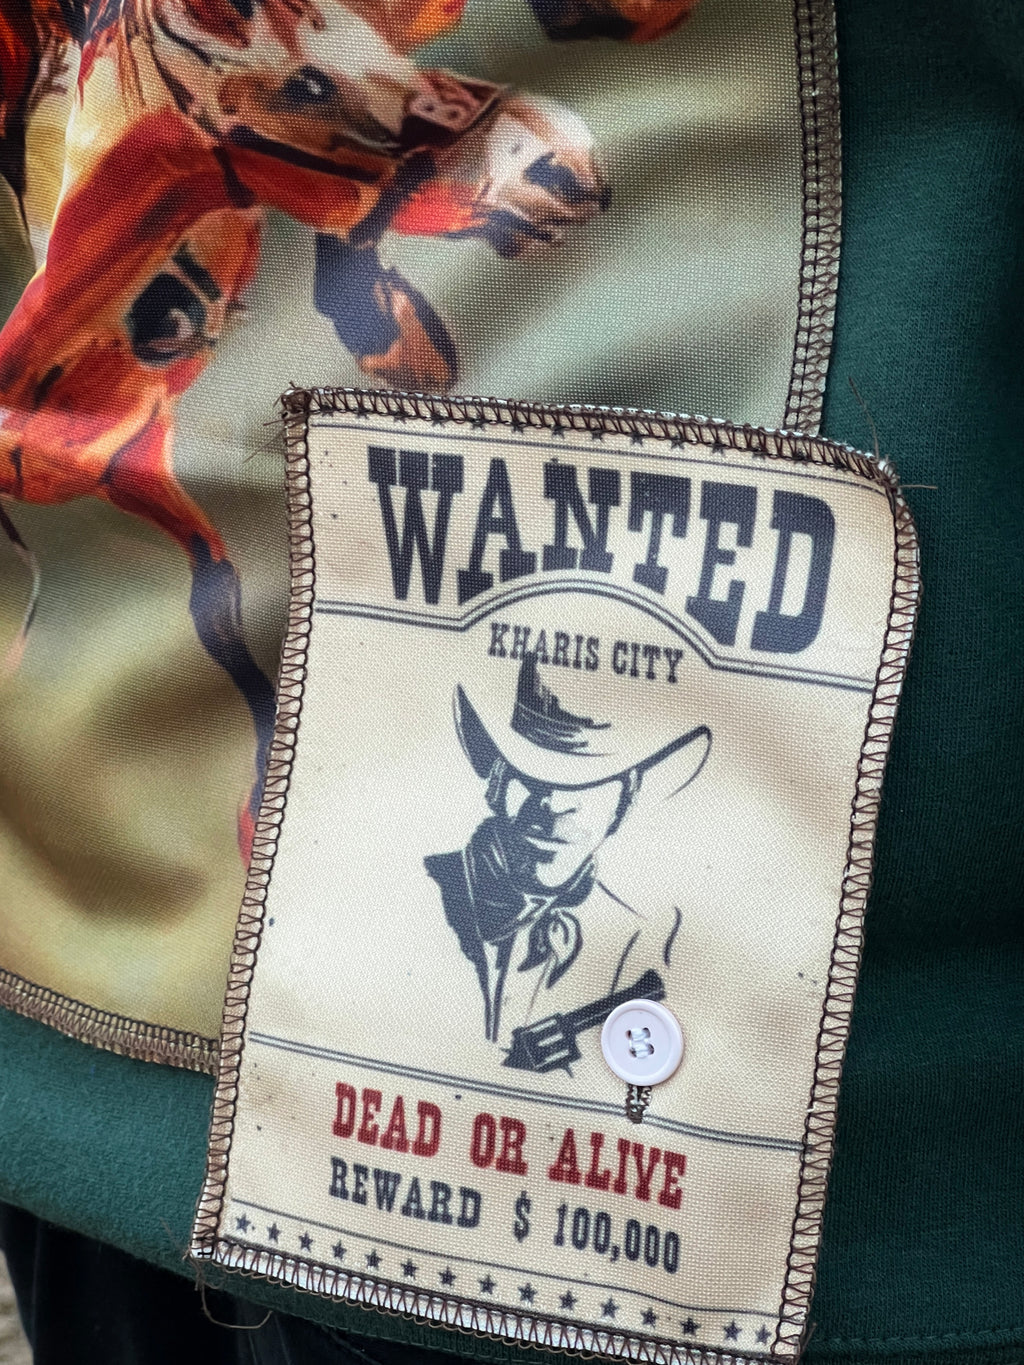 WANTED
KHARIS CITY
DEAD OR ALIVE
REWARD $ 100,000